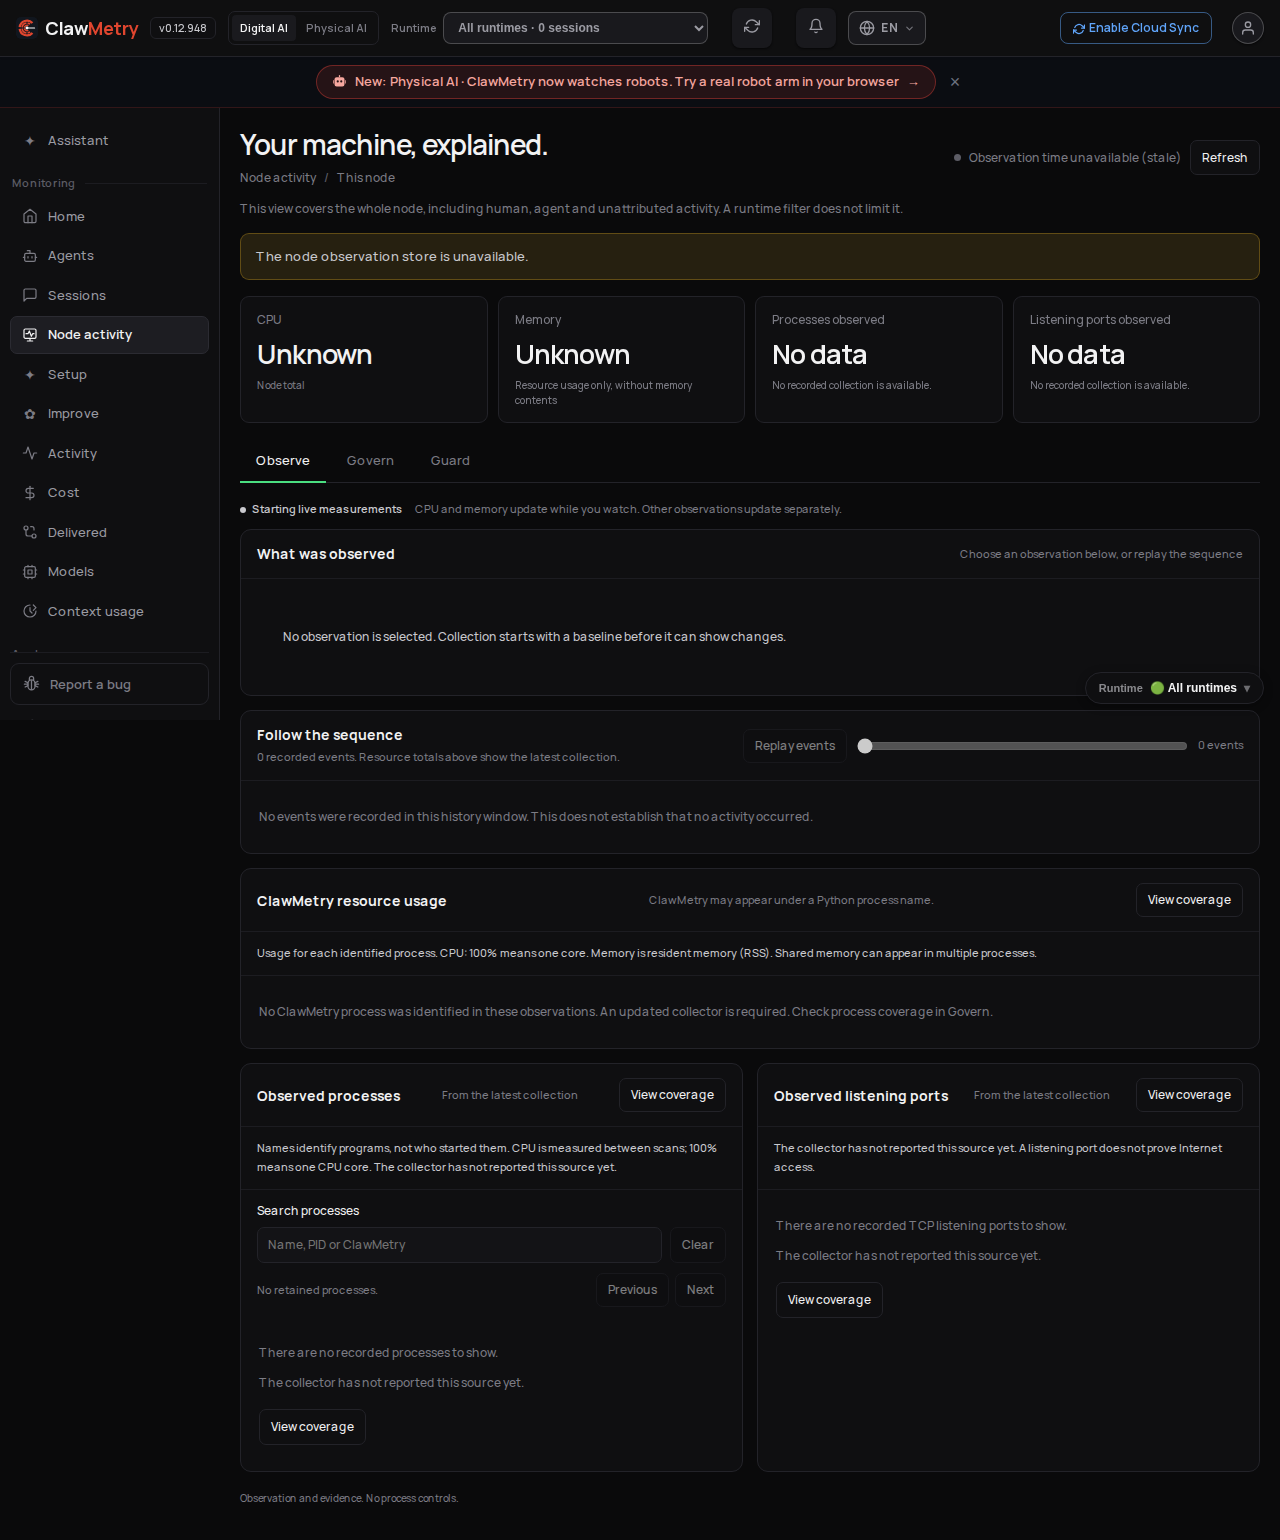 ClawMetry
v0.12.948
Digital AI
Physical AI
Runtime
All runtimes · 0 sessions
EN
Enable Cloud Sync
New: Physical AI · ClawMetry now watches robots. Try a real robot arm in your browser →
×
Assistant
Monitoring
Home
Agents
Sessions
Node activity
Setup
Improve
Activity
Cost
Delivered
Models
Context usage
Report a bug
Your machine, explained.
Node activity / This node
Observation time unavailable (stale)
Refresh
This view covers the whole node, including human, agent and unattributed activity. A runtime filter does not limit it.
The node observation store is unavailable.
CPU
Unknown
Node total
Memory
Unknown
Resource usage only, without memory
contents
Processes observed
No data
No recorded collection is available.
Listening ports observed
No data
No recorded collection is available.
Observe
Govern
Guard
Starting live measurements
CPU and memory update while you watch. Other observations update separately.
What was observed
Choose an observation below, or replay the sequence
No observation is selected. Collection starts with a baseline before it can show changes.
Runtime
All runtimes ▾
Follow the sequence
0 recorded events. Resource totals above show the latest collection.
Replay events
0 events
No events were recorded in this history window. This does not establish that no activity occurred.
ClawMetry resource usage
ClawMetry may appear under a Python process name.
View coverage
Usage for each identified process. CPU: 100% means one core. Memory is resident memory (RSS). Shared memory can appear in multiple processes.
No ClawMetry process was identified in these observations. An updated collector is required. Check process coverage in Govern.
Observed processes
From the latest collection
View coverage
Names identify programs, not who started them. CPU is measured between scans; 100%
means one CPU core. The collector has not reported this source yet.
Search processes
Name, PID or ClawMetry
Clear
No retained processes.
Previous
Next
There are no recorded processes to show.
The collector has not reported this source yet.
View coverage
Observed listening ports
From the latest collection
View coverage
The collector has not reported this source yet. A listening port does not prove Internet
access.
There are no recorded TCP listening ports to show.
The collector has not reported this source yet.
View coverage
Observation and evidence. No process controls.